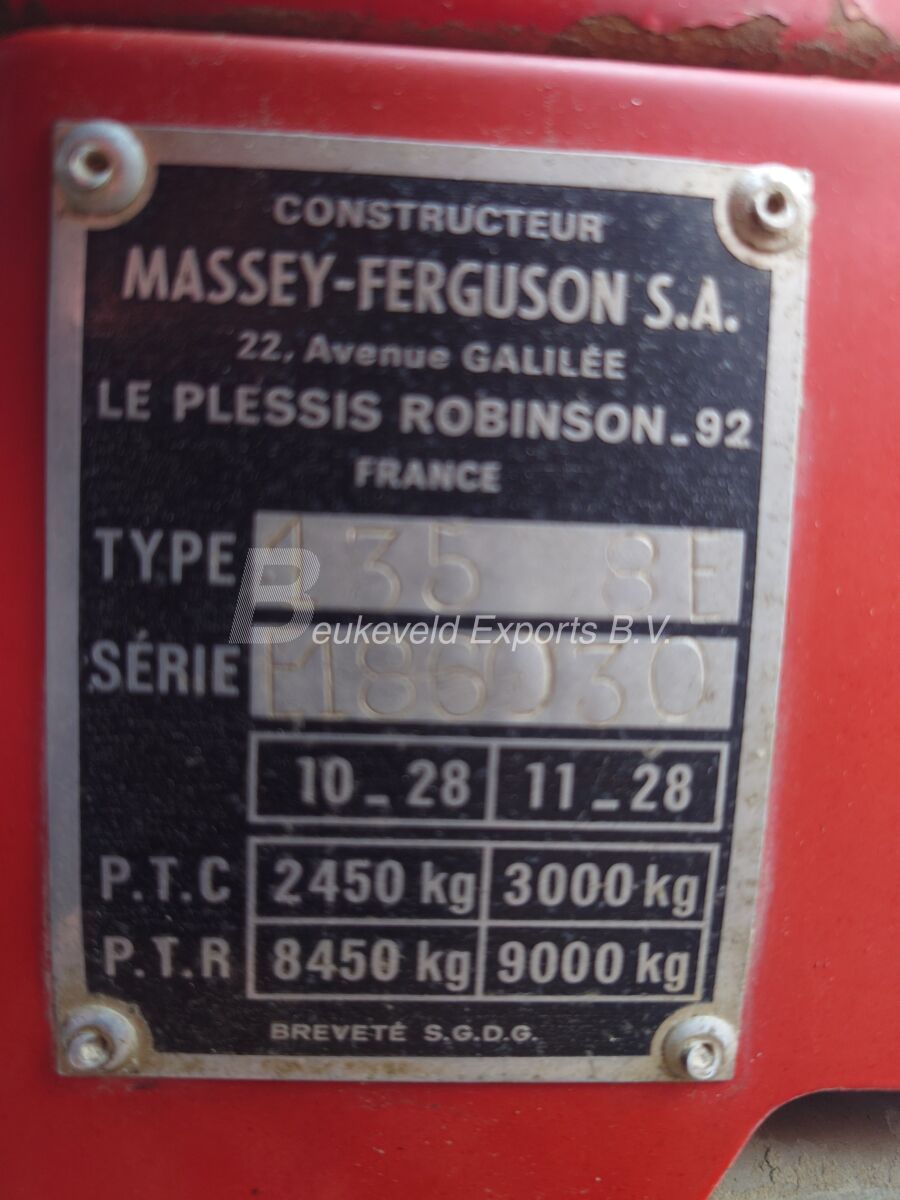 CONSTRUCTEUR
MASSEY-FERGUSON S.A.
22, Avenue GALILÉE
LE PLESSIS ROBINSON_92
FRANCE
TYPE 135 8E
Beukeveld Exports B.V.
SÉRIE M186030
10_28 11_28
P.T.C 2450 kg 3000 kg
P.T.R 8450 kg 9000 kg
BREVETÉ S.G.D.G.